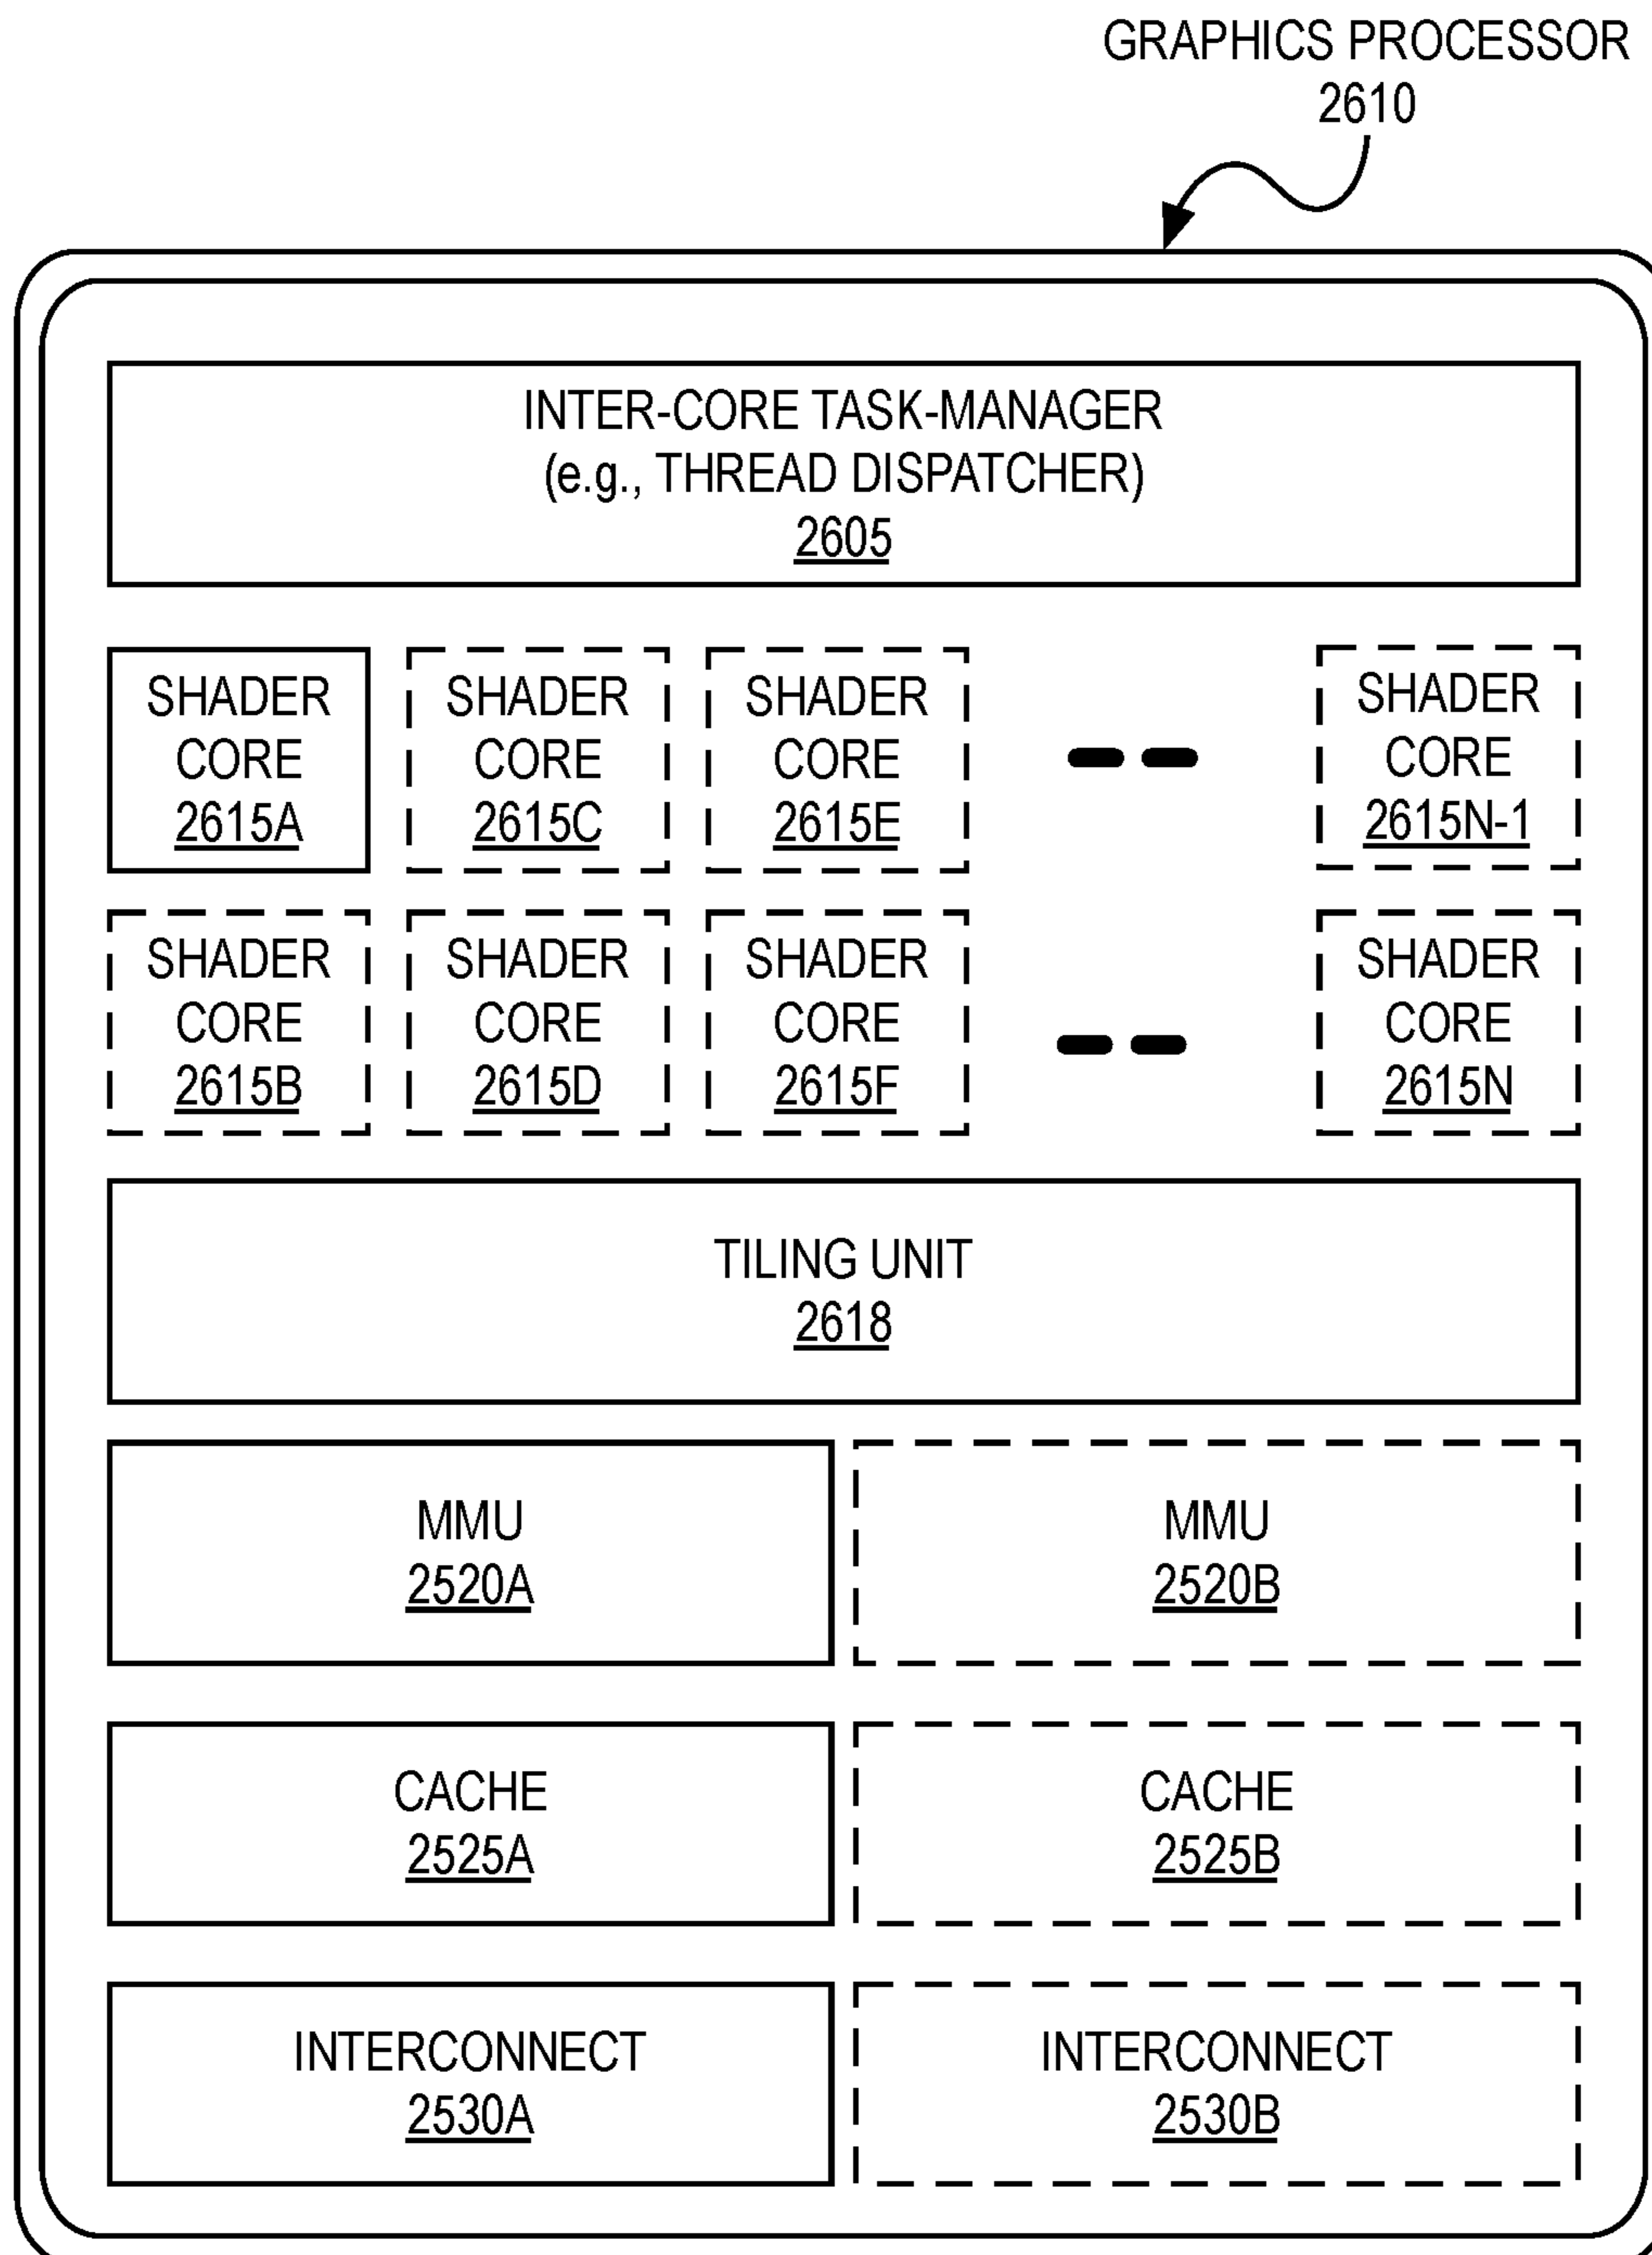 GRAPHICS PROCESSOR
2610
INTER-CORE TASK-MANAGER
(e.g., THREAD DISPATCHER)
2605
SHADER
CORE
2615A
SHADER
CORE
2615C
SHADER
CORE
2615E
SHADER
CORE
2615N-1
SHADER
CORE
2615B
SHADER
CORE
2615D
SHADER
CORE
2615F
SHADER
CORE
2615N
TILING UNIT
2618
MMU
2520A
MMU
2520B
CACHE
2525A
CACHE
2525B
INTERCONNECT
2530A
INTERCONNECT
2530B